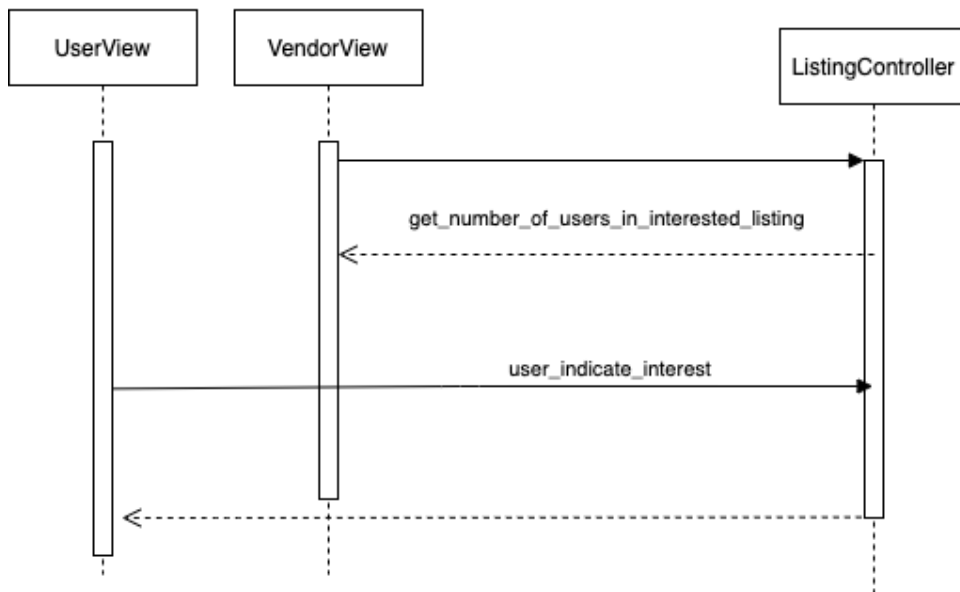 UserView
VendorView
ListingController
get_number_of_users_in_interested_listing
user_indicate_interest